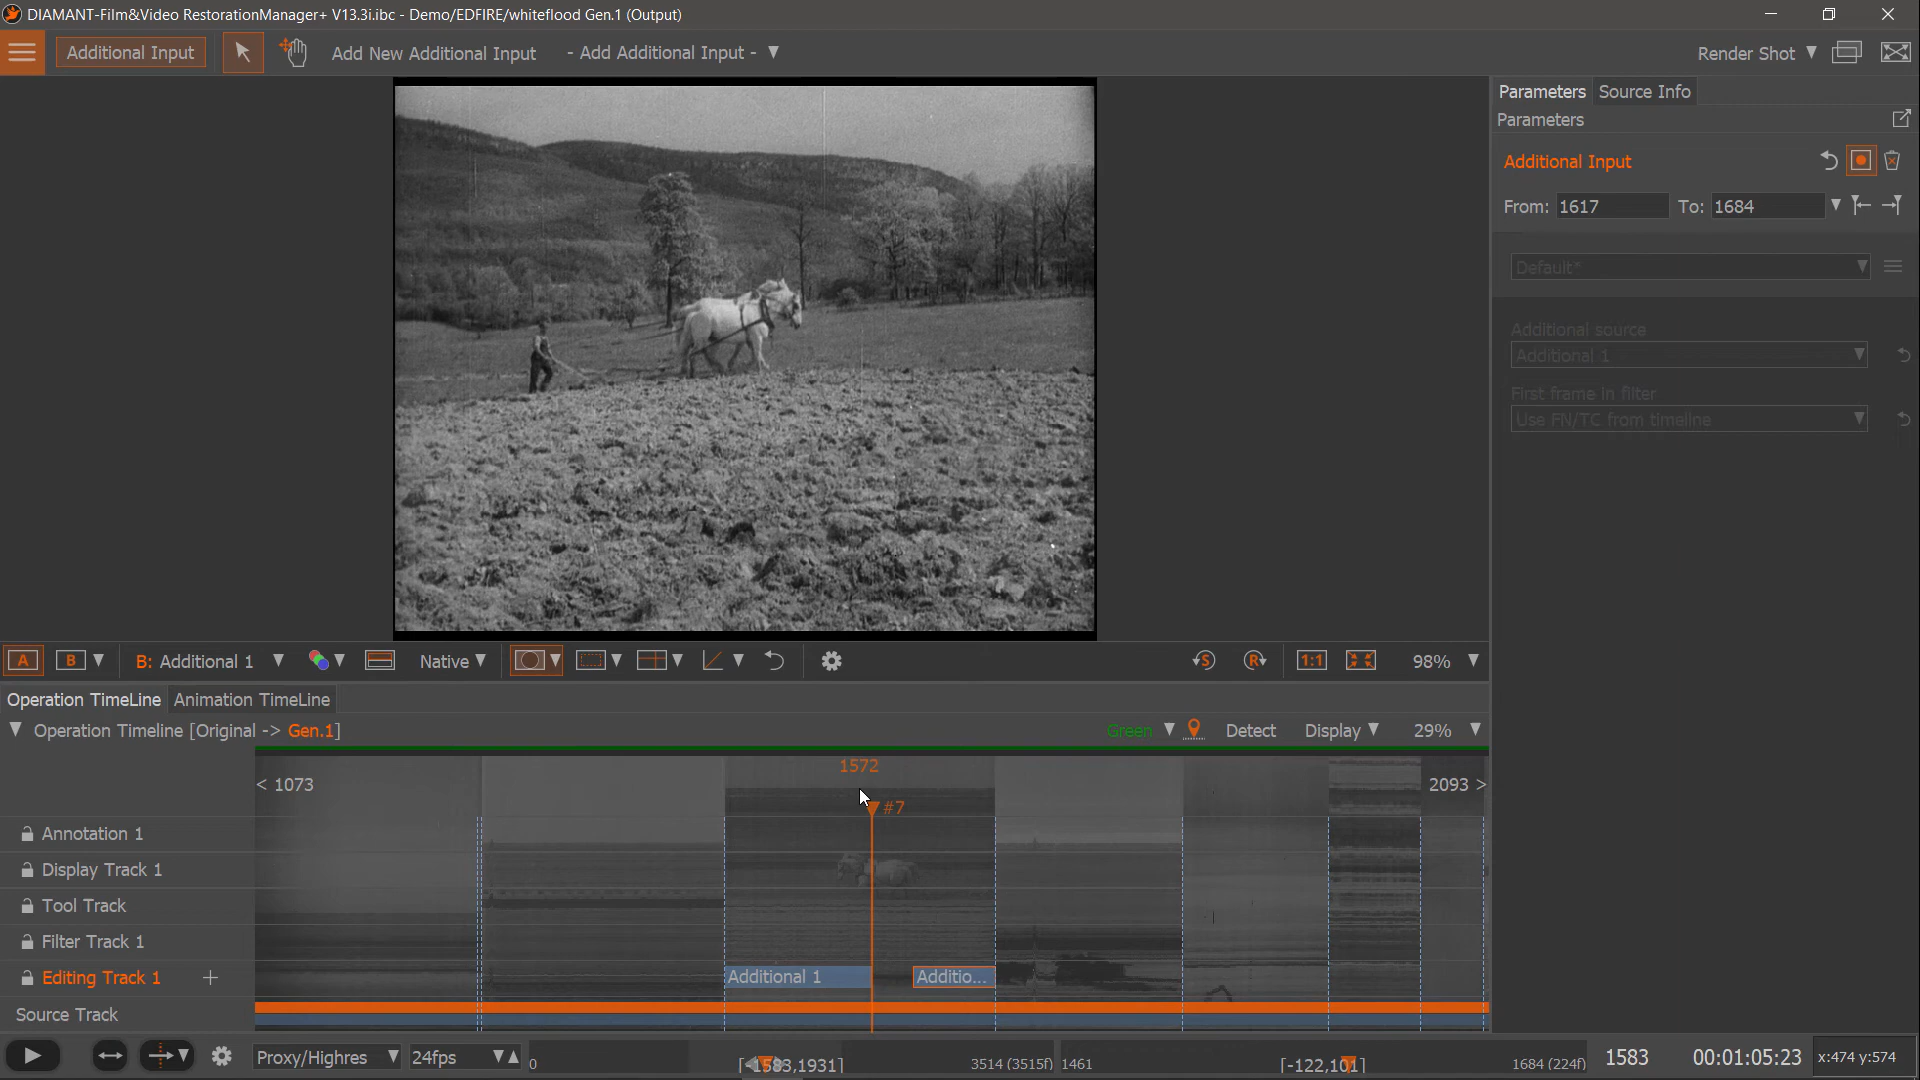 DIAMANT-Film&Video RestorationManager+ V13.3i.ibc - Demo/EDFIRE/whiteflood Gen.1 (Output)
Additional Input
Add New Additional Input
- Add Additional Input -
Render Shot
Parameters
Source Info
Parameters
Additional Input
From: 1617 To: 1684
Default*
Additional source
Additional 1
First frame in filter
Use FN/TC from timeline
A
B
B: Additional 1
Native
S
R
1:1
98%
Operation TimeLine
Animation TimeLine
Operation Timeline [Original -> Gen.1]
Green
Detect
Display
29%
1572
< 1073
2093 >
#7
Annotation 1
Display Track 1
Tool Track
Filter Track 1
Editing Track 1 +
Additional 1
Additio...
Source Track
Proxy/Highres
24fps
0
3514 (3515f)
1461
1684 (224f)
1583
00:01:05:23
x:474 y:574